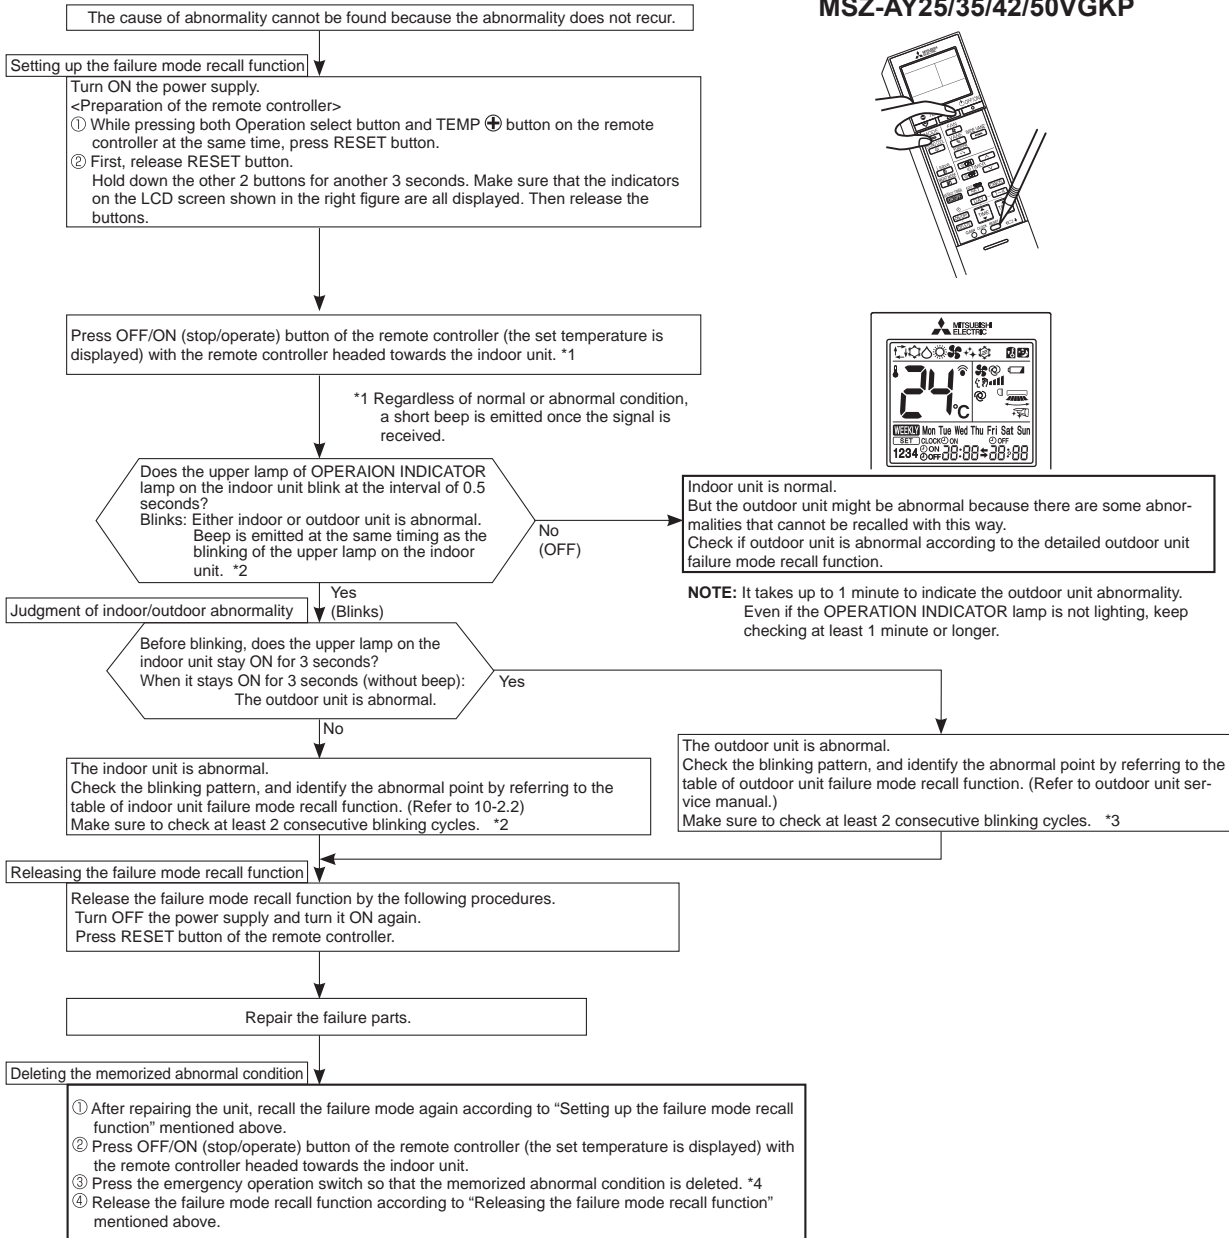 MSZ-AY25/35/42/50VGKP
The cause of abnormality cannot be found because the abnormality does not recur.
Setting up the failure mode recall function
Turn ON the power supply.
<Preparation of the remote controller>
① While pressing both Operation select button and TEMP ⊕ button on the remote
controller at the same time, press RESET button.
② First, release RESET button.
Hold down the other 2 buttons for another 3 seconds. Make sure that the indicators
on the LCD screen shown in the right figure are all displayed. Then release the
buttons.
Press OFF/ON (stop/operate) button of the remote controller (the set temperature is
displayed) with the remote controller headed towards the indoor unit. *1
*1 Regardless of normal or abnormal condition,
a short beep is emitted once the signal is
received.
MITSUBISHI
ELECTRIC
24°C
WEEKLY Mon Tue Wed Thu Fri Sat Sun
SET CLOCK ON OFF
1234 ON OFF 88:88 88:88
Does the upper lamp of OPERAION INDICATOR
lamp on the indoor unit blink at the interval of 0.5
seconds?
Blinks: Either indoor or outdoor unit is abnormal.
Beep is emitted at the same timing as the
blinking of the upper lamp on the indoor
unit. *2
No
(OFF)
Indoor unit is normal.
But the outdoor unit might be abnormal because there are some abnor-
malities that cannot be recalled with this way.
Check if outdoor unit is abnormal according to the detailed outdoor unit
failure mode recall function.
NOTE: It takes up to 1 minute to indicate the outdoor unit abnormality.
Even if the OPERATION INDICATOR lamp is not lighting, keep
checking at least 1 minute or longer.
Yes
(Blinks)
Judgment of indoor/outdoor abnormality
Before blinking, does the upper lamp on the
indoor unit stay ON for 3 seconds?
When it stays ON for 3 seconds (without beep):
The outdoor unit is abnormal.
Yes
No
The indoor unit is abnormal.
Check the blinking pattern, and identify the abnormal point by referring to the
table of indoor unit failure mode recall function. (Refer to 10-2.2)
Make sure to check at least 2 consecutive blinking cycles. *2
The outdoor unit is abnormal.
Check the blinking pattern, and identify the abnormal point by referring to the
table of outdoor unit failure mode recall function. (Refer to outdoor unit ser-
vice manual.)
Make sure to check at least 2 consecutive blinking cycles. *3
Releasing the failure mode recall function
Release the failure mode recall function by the following procedures.
Turn OFF the power supply and turn it ON again.
Press RESET button of the remote controller.
Repair the failure parts.
Deleting the memorized abnormal condition
① After repairing the unit, recall the failure mode again according to “Setting up the failure mode recall
function” mentioned above.
② Press OFF/ON (stop/operate) button of the remote controller (the set temperature is displayed) with
the remote controller headed towards the indoor unit.
③ Press the emergency operation switch so that the memorized abnormal condition is deleted. *4
④ Release the failure mode recall function according to “Releasing the failure mode recall function”
mentioned above.